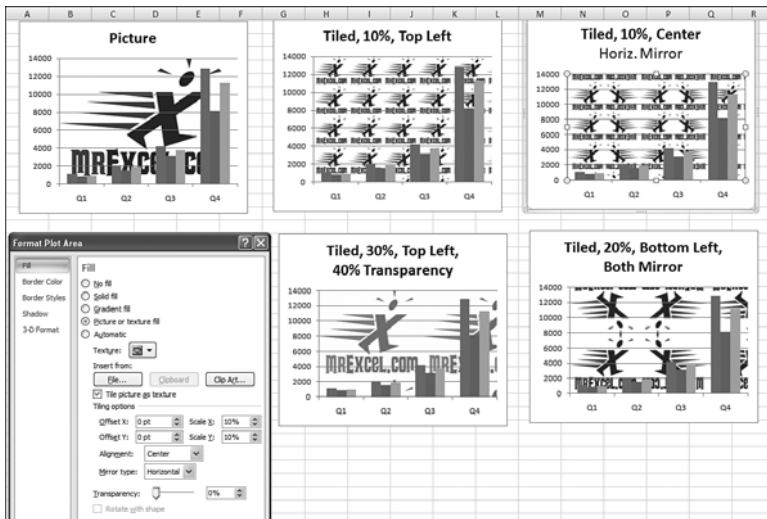 A B C D E F G H I J K L M N O P Q R
Picture
14000
12000
10000
8000
6000
4000
2000
0
Q1 Q2 Q3 Q4
MrExcel.co
Tiled, 10%, Top Left
14000
12000
10000
8000
6000
4000
2000
0
Q1 Q2 Q3 Q4
Tiled, 10%, Center
Horiz. Mirror
14000
12000
10000
8000
6000
4000
2000
0
Q1 Q2 Q3 Q4
Format Plot Area
Fill
Border Color
Border Styles
Shadow
3-D Format
Fill
No fill
Solid fill
Gradient fill
Picture or texture fill
Automatic
Texture:
Insert from:
File... Clipboard Clip Art...
Tile picture as texture
Tiling options
Offset X: 0 pt Scale X: 10%
Offset Y: 0 pt Scale Y: 10%
Alignment: Center
Mirror type: Horizontal
Transparency: 0%
Rotate with shape
Tiled, 30%, Top Left,
40% Transparency
14000
12000
10000
8000
6000
4000
2000
0
MrExcel.com MrEx
Q1 Q2 Q3 Q4
Tiled, 20%, Bottom Left,
Both Mirror
14000
12000
10000
8000
6000
4000
2000
0
Q1 Q2 Q3 Q4